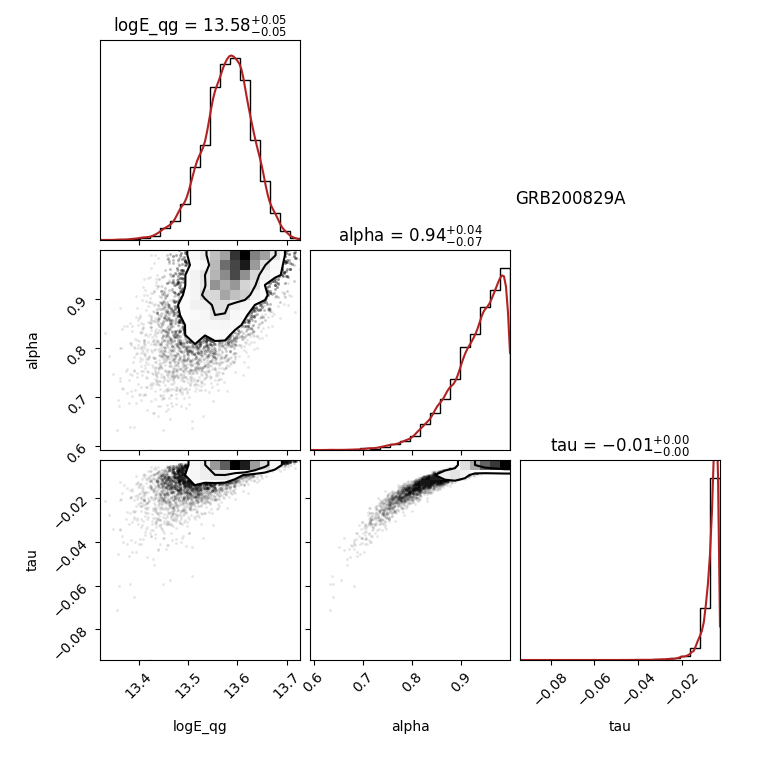 logE_qg = 13.58+0.05−0.05
GRB200829A
alpha = 0.94+0.04−0.07
0.9
0.8
0.7
0.6
alpha
tau = −0.01+0.00−0.00
−0.02
−0.04
−0.06
−0.08
tau
13.4 13.5 13.6 13.7
0.6 0.7 0.8 0.9
−0.08 −0.06 −0.04 −0.02
logE_qg alpha tau